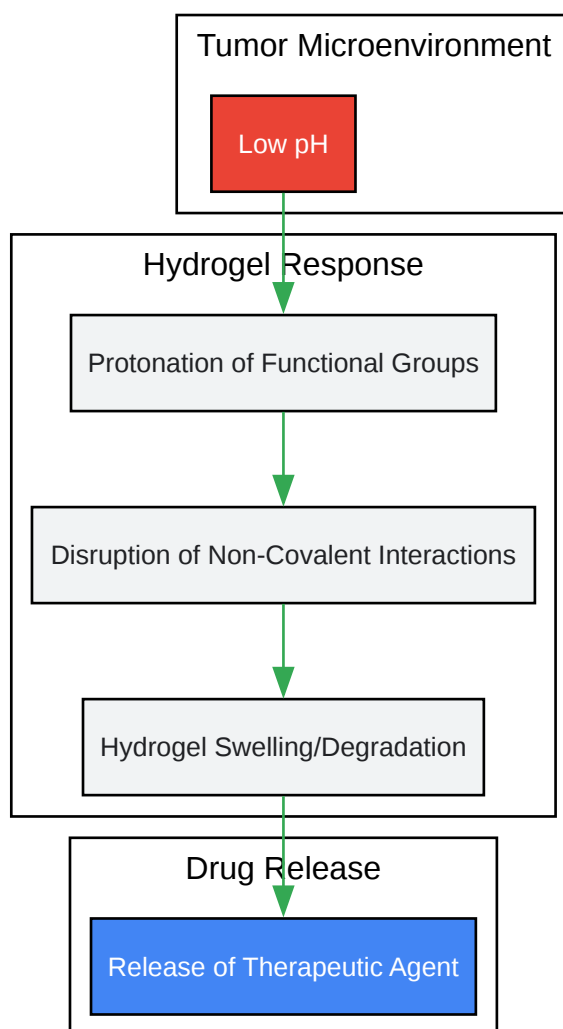 Tumor Microenvironment
Low pH
Hydrogel Response
Protonation of Functional Groups
Disruption of Non-Covalent Interactions
Hydrogel Swelling/Degradation
Drug Release
Release of Therapeutic Agent